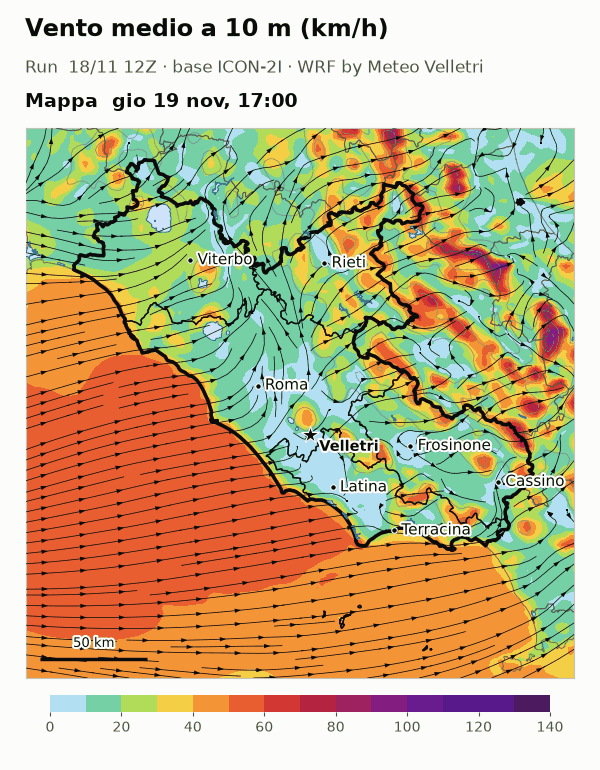 Vento medio a 10 m (km/h)
Run 18/11 12Z · base ICON-2I · WRF by Meteo Velletri
Mappa gio 19 nov, 17:00
Viterbo
Rieti
Roma
Velletri
Frosinone
Latina
Cassino
Terracina
50 km
0 20 40 60 80 100 120 140